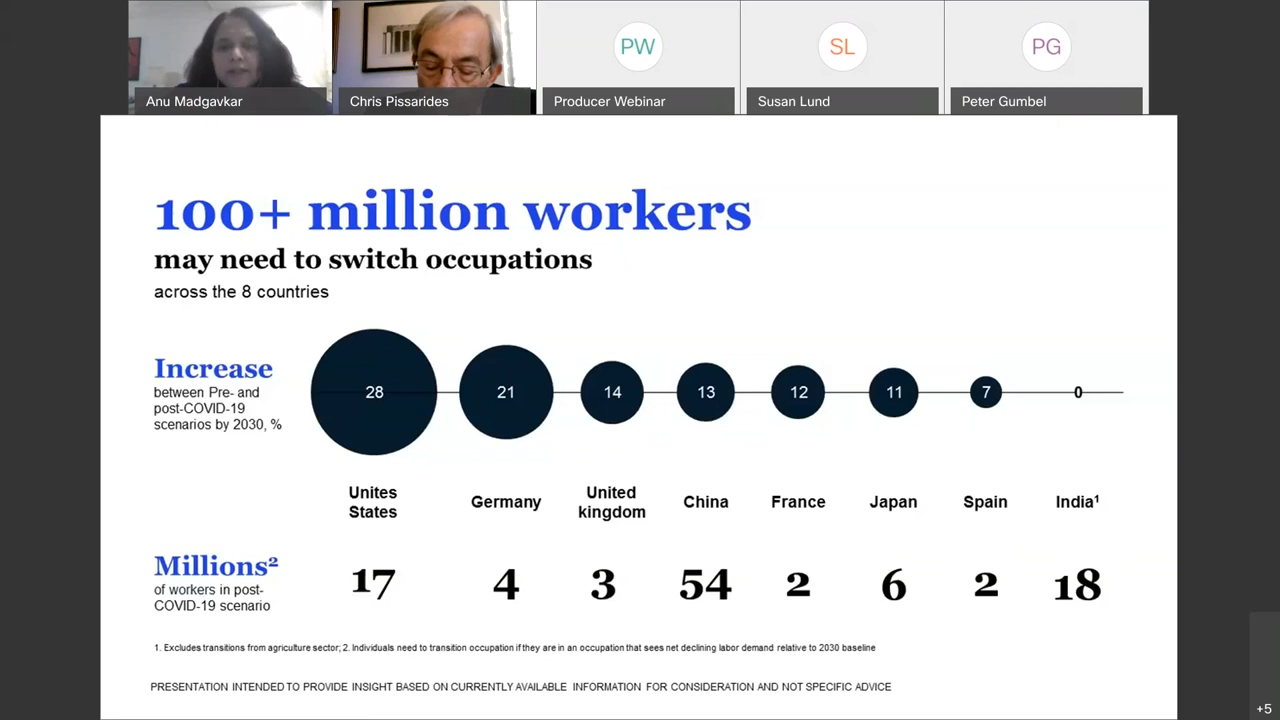 PW
SL
PG
Anu Madgavkar
Chris Pissarides
Producer Webinar
Susan Lund
Peter Gumbel
100+ million workers
may need to switch occupations
across the 8 countries
Increase
between Pre- and
post-COVID-19
scenarios by 2030, %
28
21
14
13
12
11
7
0
Unites
States
Germany
United
kingdom
China
France
Japan
Spain
India¹
Millions²
of workers in post-
COVID-19 scenario
17
4
3
54
2
6
2
18
1. Excludes transitions from agriculture sector; 2. Individuals need to transition occupation if they are in an occupation that sees net declining labor demand relative to 2030 baseline
PRESENTATION INTENDED TO PROVIDE INSIGHT BASED ON CURRENTLY AVAILABLE INFORMATION FOR CONSIDERATION AND NOT SPECIFIC ADVICE
+5